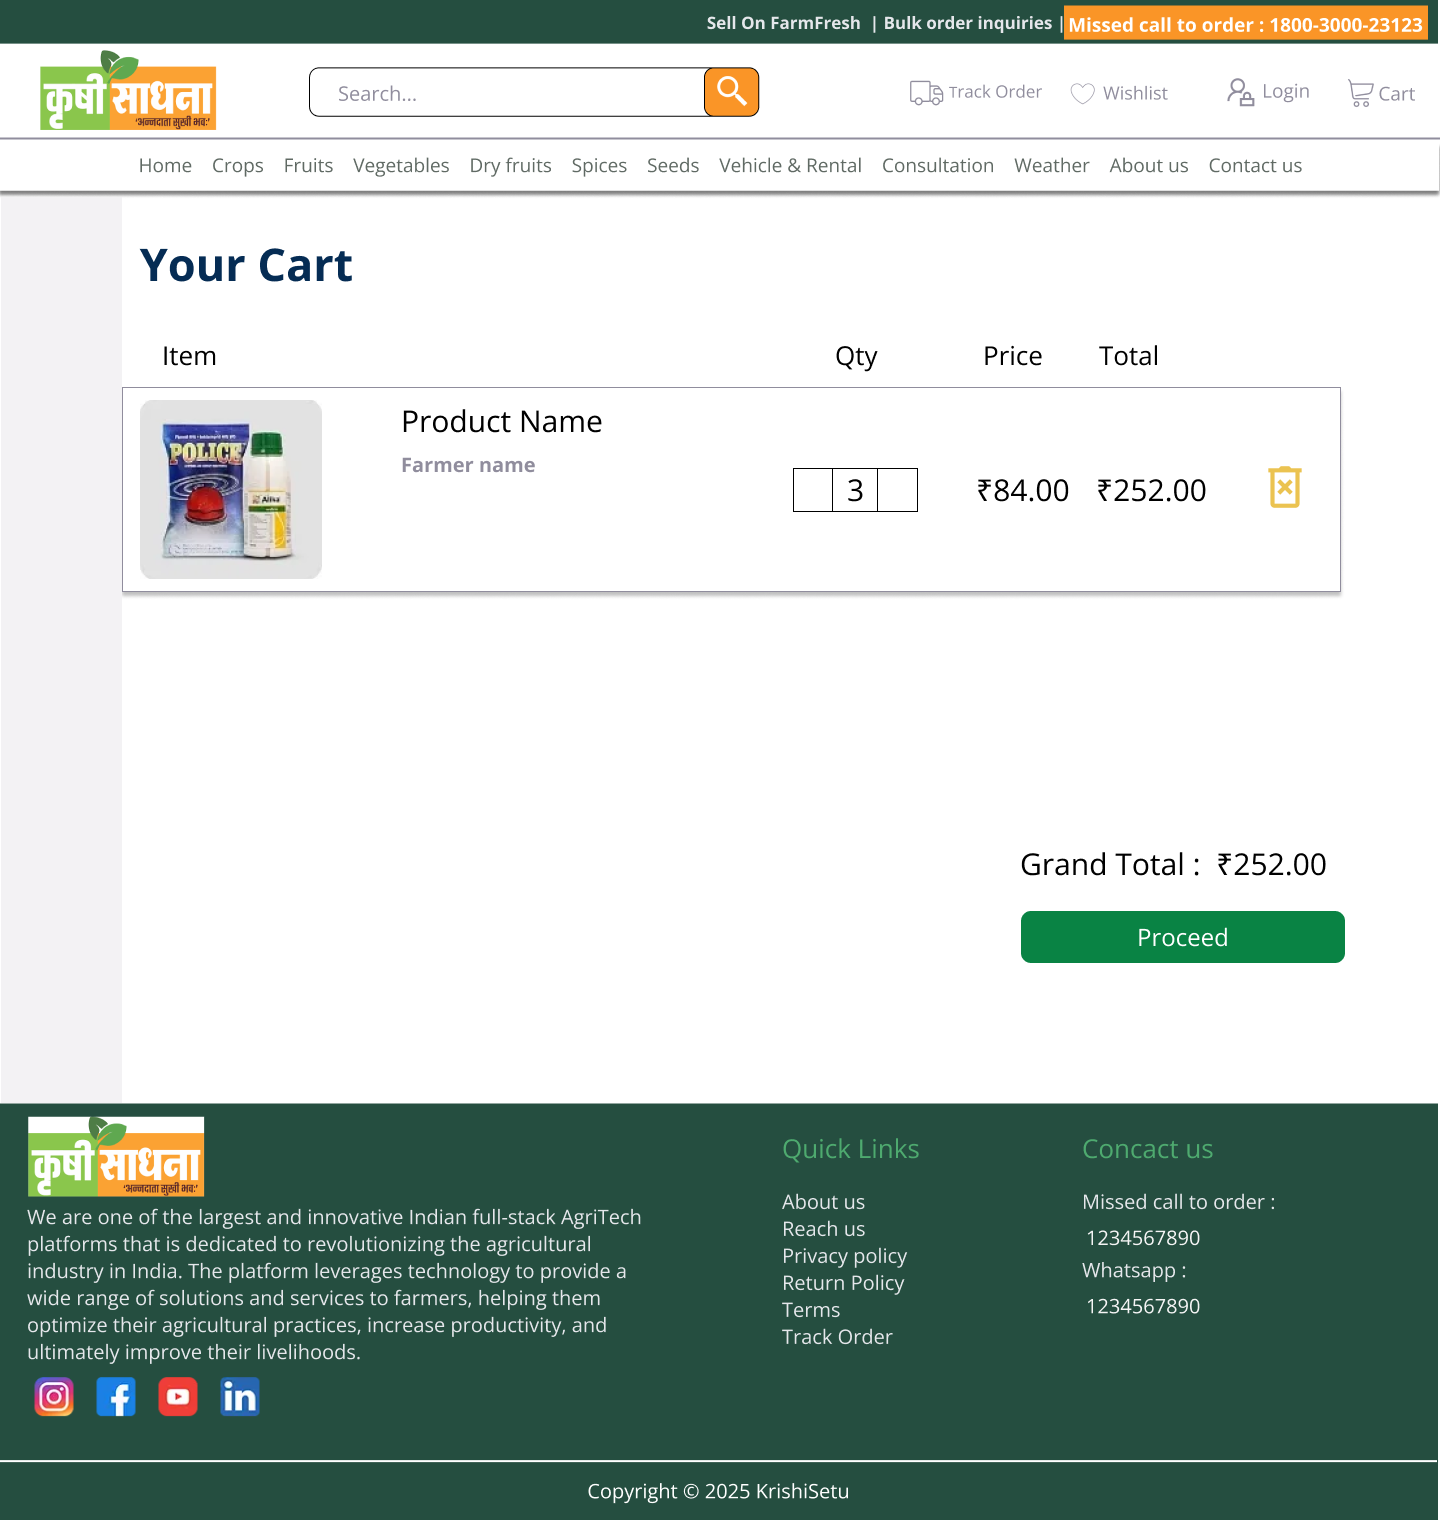 Sell On FarmFresh | Bulk order inquiries | Missed call to order : 1800-3000-23123
कृषी साधना
'अन्नदाता सुखी भवः'
Search...
Track Order
Wishlist
Login
Cart
Home Crops Fruits Vegetables Dry fruits Spices Seeds Vehicle & Rental Consultation Weather About us Contact us
Your Cart
Item Qty Price Total
POLICE
Alika
Product Name
Farmer name
3 ₹84.00 ₹252.00
Grand Total : ₹252.00
Proceed
कृषी साधना
'अन्नदाता सुखी भवः'
We are one of the largest and innovative Indian full-stack AgriTech
platforms that is dedicated to revolutionizing the agricultural
industry in India. The platform leverages technology to provide a
wide range of solutions and services to farmers, helping them
optimize their agricultural practices, increase productivity, and
ultimately improve their livelihoods.
in
Quick Links
About us
Reach us
Privacy policy
Return Policy
Terms
Track Order
Concact us
Missed call to order :
1234567890
Whatsapp :
1234567890
Copyright © 2025 KrishiSetu